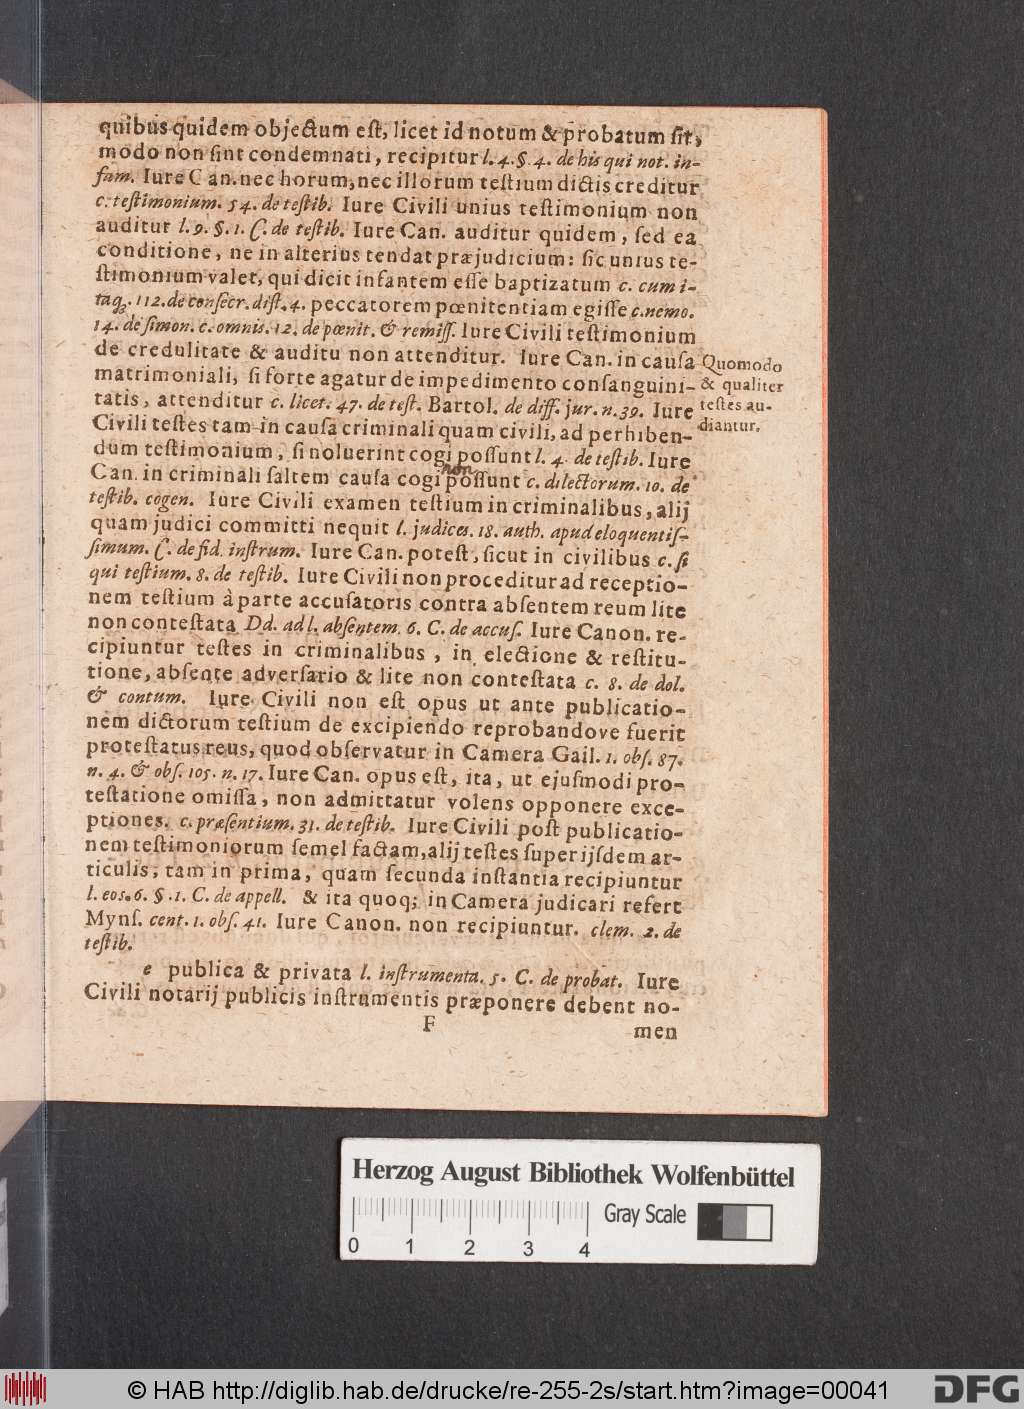 quibus quidem objectum eſt, licet id notum & probatum ſit,
modo non ſint condemnati, recipitur l. 4. §. 4. de his qui not. in-
fam. Iure Can. nec horum, nec illorum teſtium dictis creditur
c. teſtimonium. 54. de teſtib. Iure Civili unius teſtimonium non
auditur l. 9. §. 1. C. de teſtib. Iure Can. auditur quidem, ſed ea
conditione, ne in alterius tendat præjudicium: ſic unius te-
ſtimonium valet, qui dicit infantem eſſe baptizatum c. cum i-
taq;. 112. de conſecr. diſt. 4. peccatorem pœnitentiam egiſſe c. nemo.
14. de ſimon. c. omnis. 12. de pœnit. & remiſſ. Iure Civili teſtimonium
de credulitate & auditu non attenditur. Iure Can. in cauſa
matrimoniali, ſi forte agatur de impedimento conſanguini-
tatis, attenditur c. licet. 47. de teſt. Bartol. de diff. jur. n. 39. Iure
Civili teſtes tam in cauſa criminali quam civili, ad perhiben-
dum teſtimonium, ſi noluerint cogi poſſunt l. 4. de teſtib. Iure
non
Can. in criminali ſaltem cauſa cogi poſſunt c. dilectorum. 10. de
teſtib. cogen. Iure Civili examen teſtium in criminalibus, alij
quam judici committi nequit l. judices. 18. auth. apud eloquentiſ-
ſimum. C. de fid. inſtrum. Iure Can. poteſt, ſicut in civilibus c. ſi
qui teſtium. 8. de teſtib. Iure Civili non proceditur ad receptio-
nem teſtium à parte accuſatoris contra abſentem reum lite
non conteſtata Dd. ad l. abſentem. 6. C. de accuſ. Iure Canon. re-
cipiuntur teſtes in criminalibus, in electione & reſtitu-
tione, abſente adverſario & lite non conteſtata c. 8. de dol.
& contum. Iure Civili non eſt opus ut ante publicatio-
nem dictorum teſtium de excipiendo reprobandove fuerit
proteſtatus reus, quod obſervatur in Camera Gail. 1. obſ. 87.
n. 4. & obſ. 105. n. 17. Iure Can. opus eſt, ita, ut ejuſmodi pro-
teſtatione omiſſa, non admittatur volens opponere exce-
ptiones. c. præſentium. 31. de teſtib. Iure Civili poſt publicatio-
nem teſtimoniorum ſemel factam, alij teſtes ſuper ijſdem ar-
ticulis, tam in prima, quam ſecunda inſtantia recipiuntur
l. eos. 6. §. 1. C. de appell. & ita quoq; in Camera judicari refert
Mynſ. cent. 1. obſ. 41. Iure Canon. non recipiuntur. clem. 2. de
teſtib.
e publica & privata l. inſtrumenta. 5. C. de probat. Iure
Civili notarij publicis inſtrumentis præponere debent no-
F
men
Quomodo
& qualiter
teſtes au-
diantur.
Herzog August Bibliothek Wolfenbüttel
Gray Scale
0 1 2 3 4
© HAB http://diglib.hab.de/drucke/re-255-2s/start.htm?image=00041
DFG